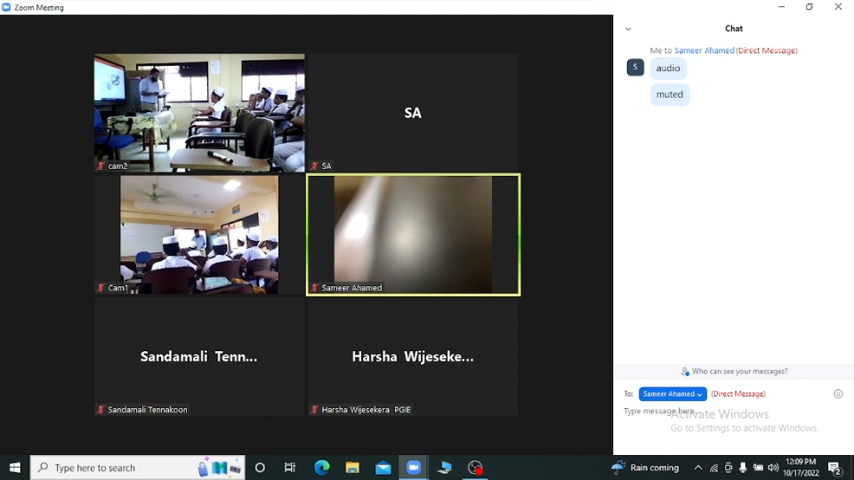 Zoom Meeting
cam2
SA
SA
Cam1
Sameer Ahamed
Sandamali Tenn...
Harsha Wijeseke...
Sandamali Tennakoon
Harsha Wijesekera PGIE
Chat
Me to Sameer Ahamed(Direct Message)
S
audio
muted
Who can see your messages?
To: Sameer Ahamed (Direct Message)
Type message here...
Activate Windows
Go to Settings to activate Windows.
Type here to search
Rain coming
12:09 PM
10/17/2022
2